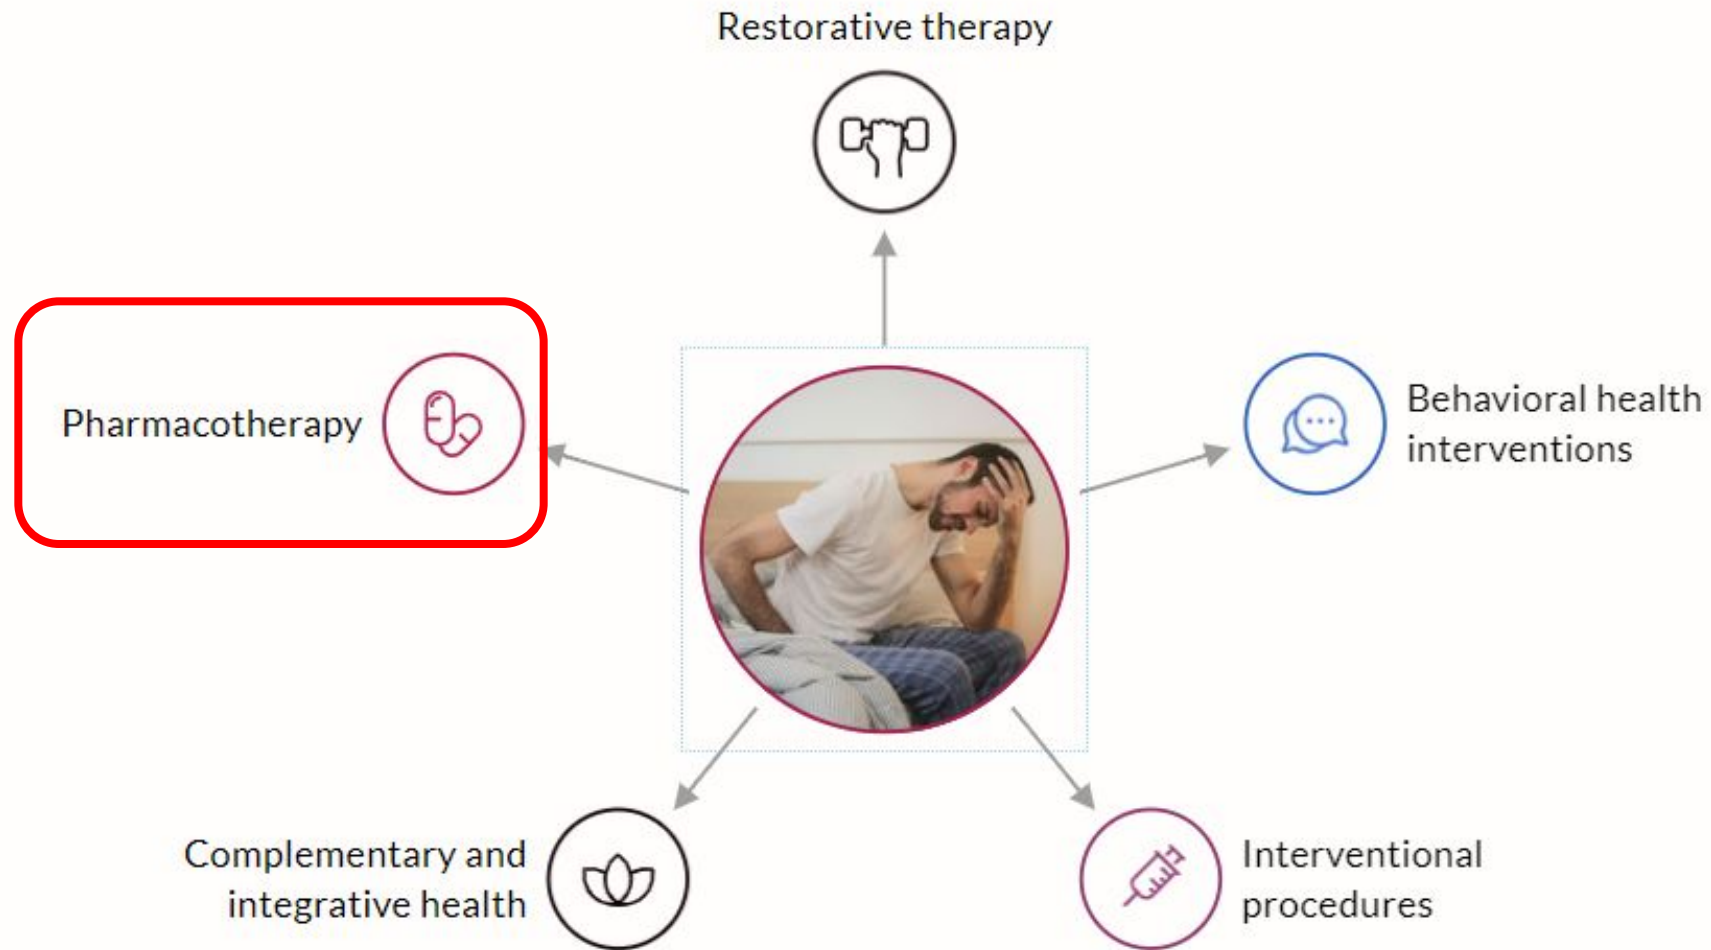 Restorative therapy
Pharmacotherapy
Behavioral health
interventions
Complementary and
integrative health
Interventional
procedures